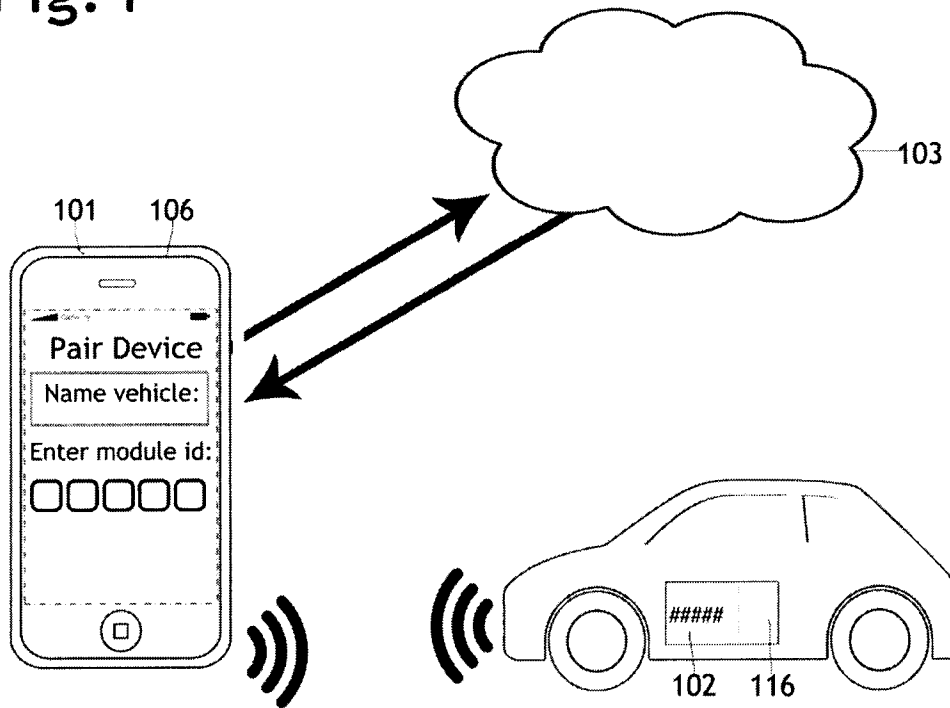 Fig. 1
103
101 106
Pair Device
Name vehicle:
Enter module id:
#####
102 116